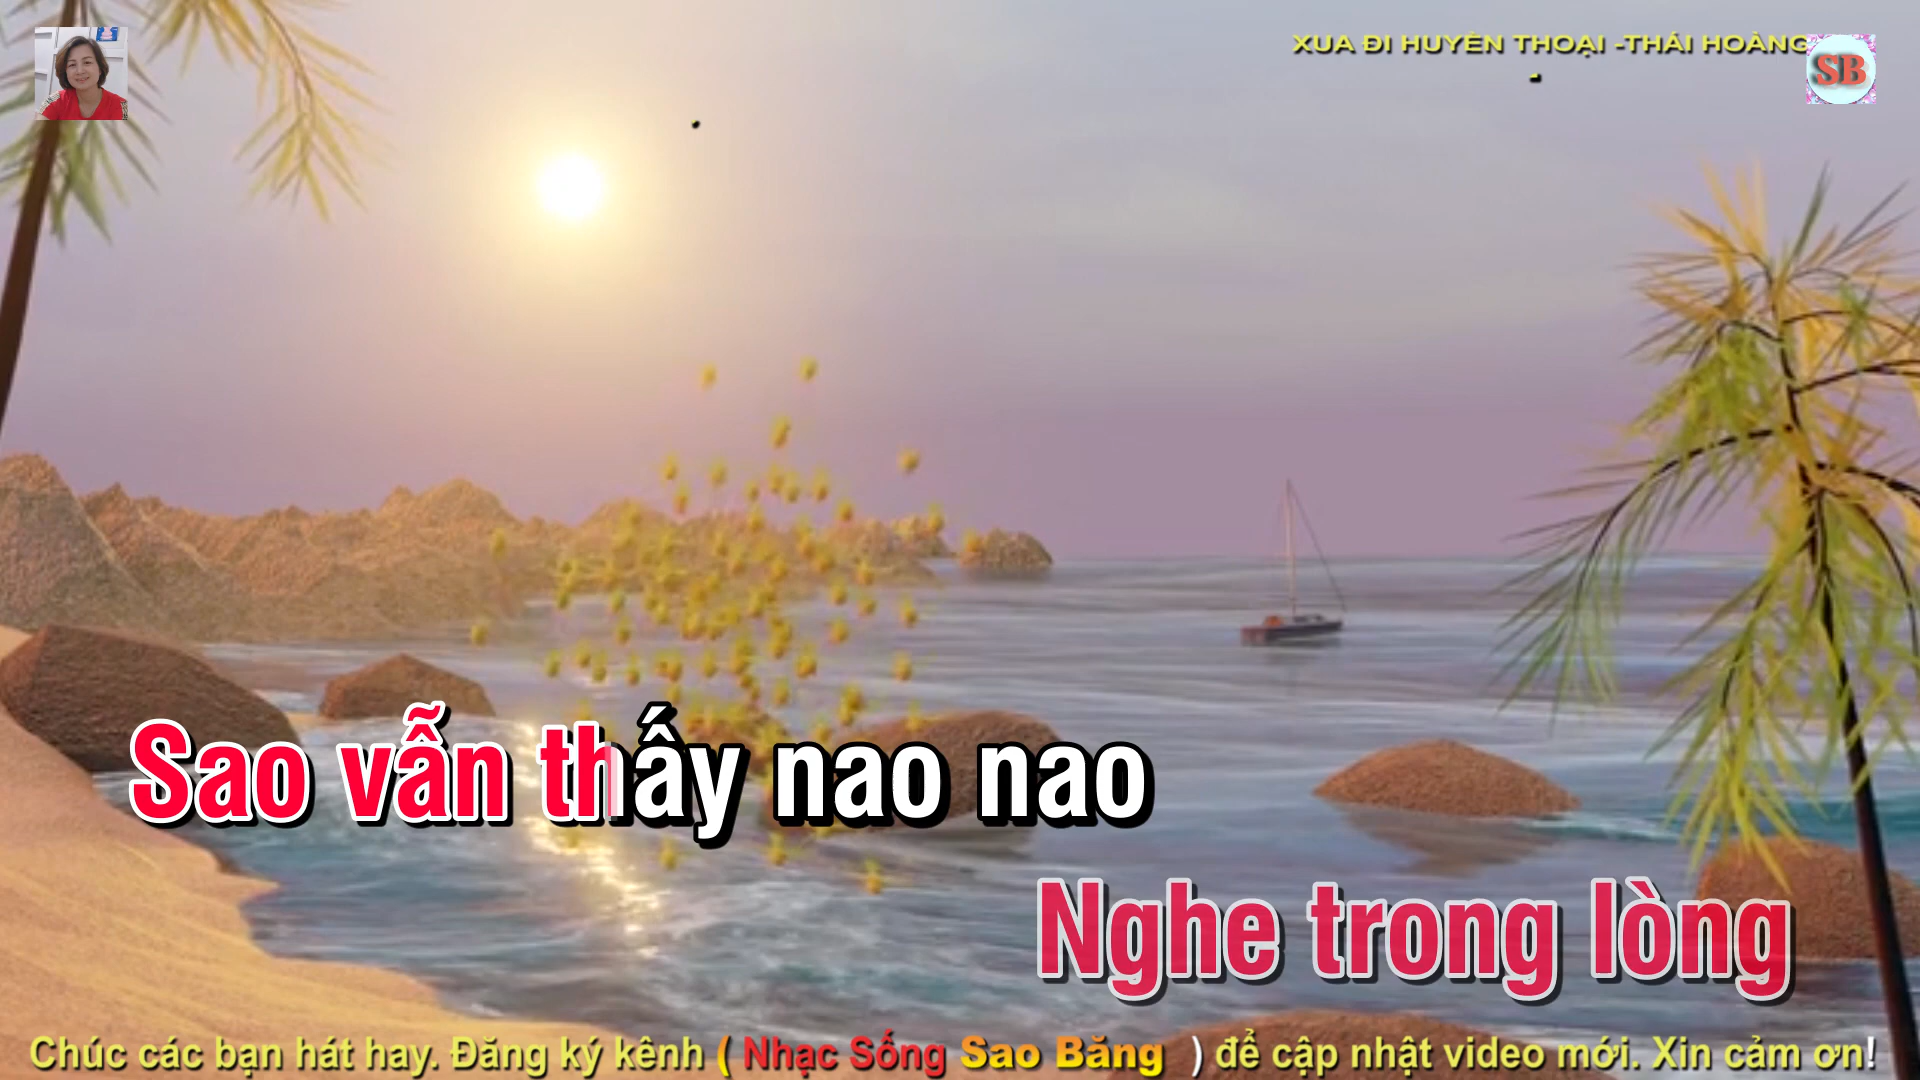 XUA ĐI HUYỀN THOẠI -THÁI HOÀNG
SB
Sao vẫn thấy nao nao
Nghe trong lòng
Chúc các bạn hát hay. Đăng ký kênh ( Nhạc Sống Sao Băng ) để cập nhật video mới. Xin cảm ơn!